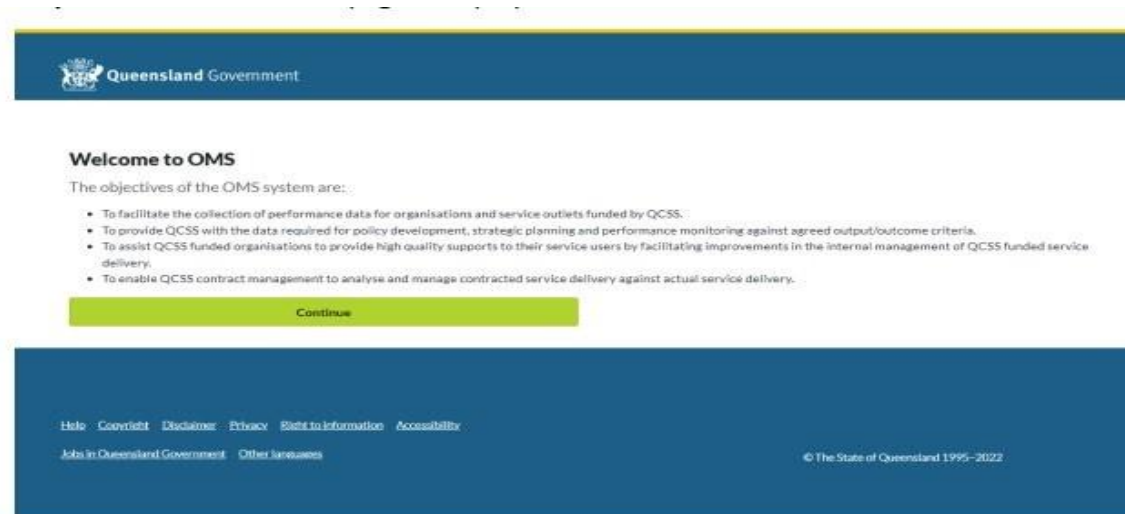 Queensland Government
Welcome to OMS
The objectives of the OMS system are:
• To facilitate the collection of performance data for organisations and service outlets funded by QCSS.
• To provide QCSS with the data required for policy development, strategic planning and performance monitoring against agreed output/outcome criteria.
• To assist QCSS funded organisations to provide high quality supports to their service users by facilitating improvements in the internal management of QCSS funded service
delivery.
• To enable QCSS contract management to analyse and manage contracted service delivery against actual service delivery.
Continue
Help Copyright Disclaimer Privacy Right to information Accessibility
Jobs in Queensland Government Other languages
© The State of Queensland 1995–2022